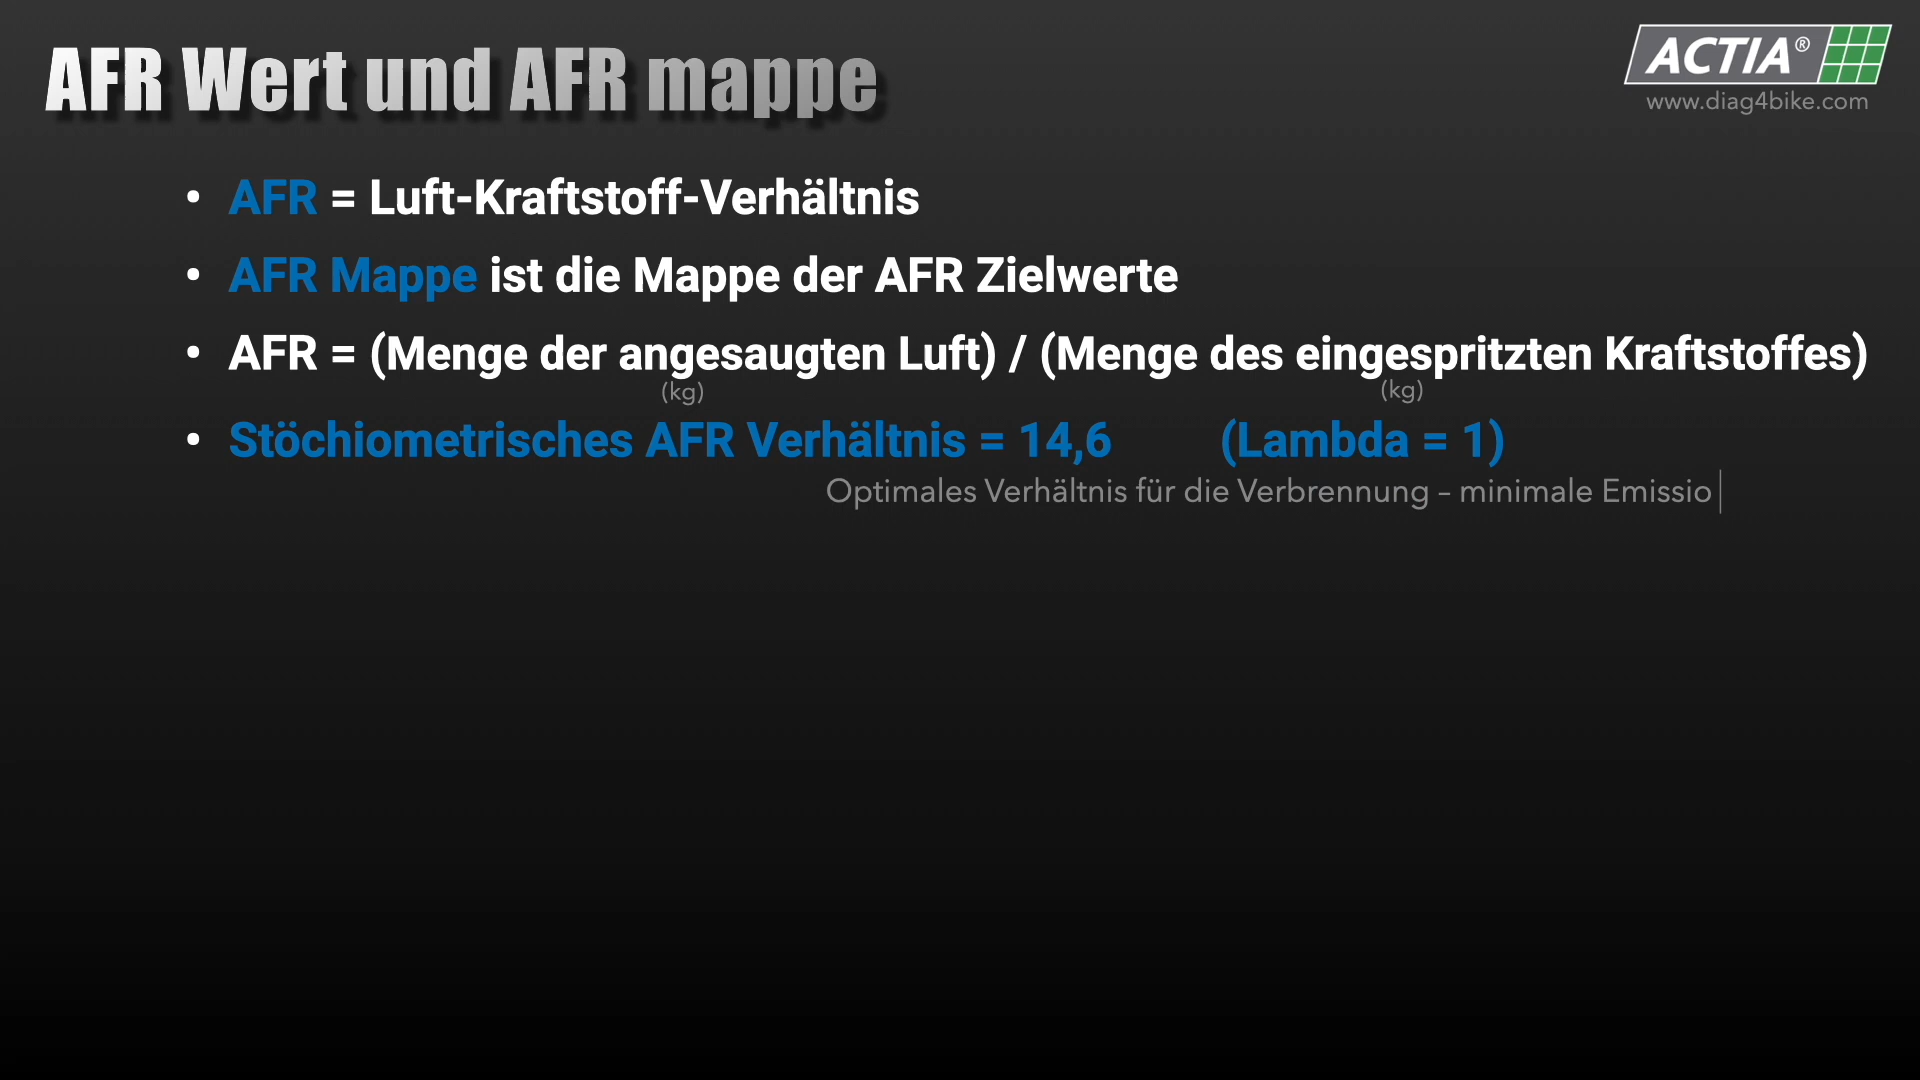 AFR Wert und AFR mappe
ACTIA®
www.diag4bike.com
• AFR = Luft-Kraftstoff-Verhältnis
• AFR Mappe ist die Mappe der AFR Zielwerte
• AFR = (Menge der angesaugten Luft) / (Menge des eingespritzten Kraftstoffes)
(kg) (kg)
• Stöchiometrisches AFR Verhältnis = 14,6 (Lambda = 1)
Optimales Verhältnis für die Verbrennung – minimale Emissio